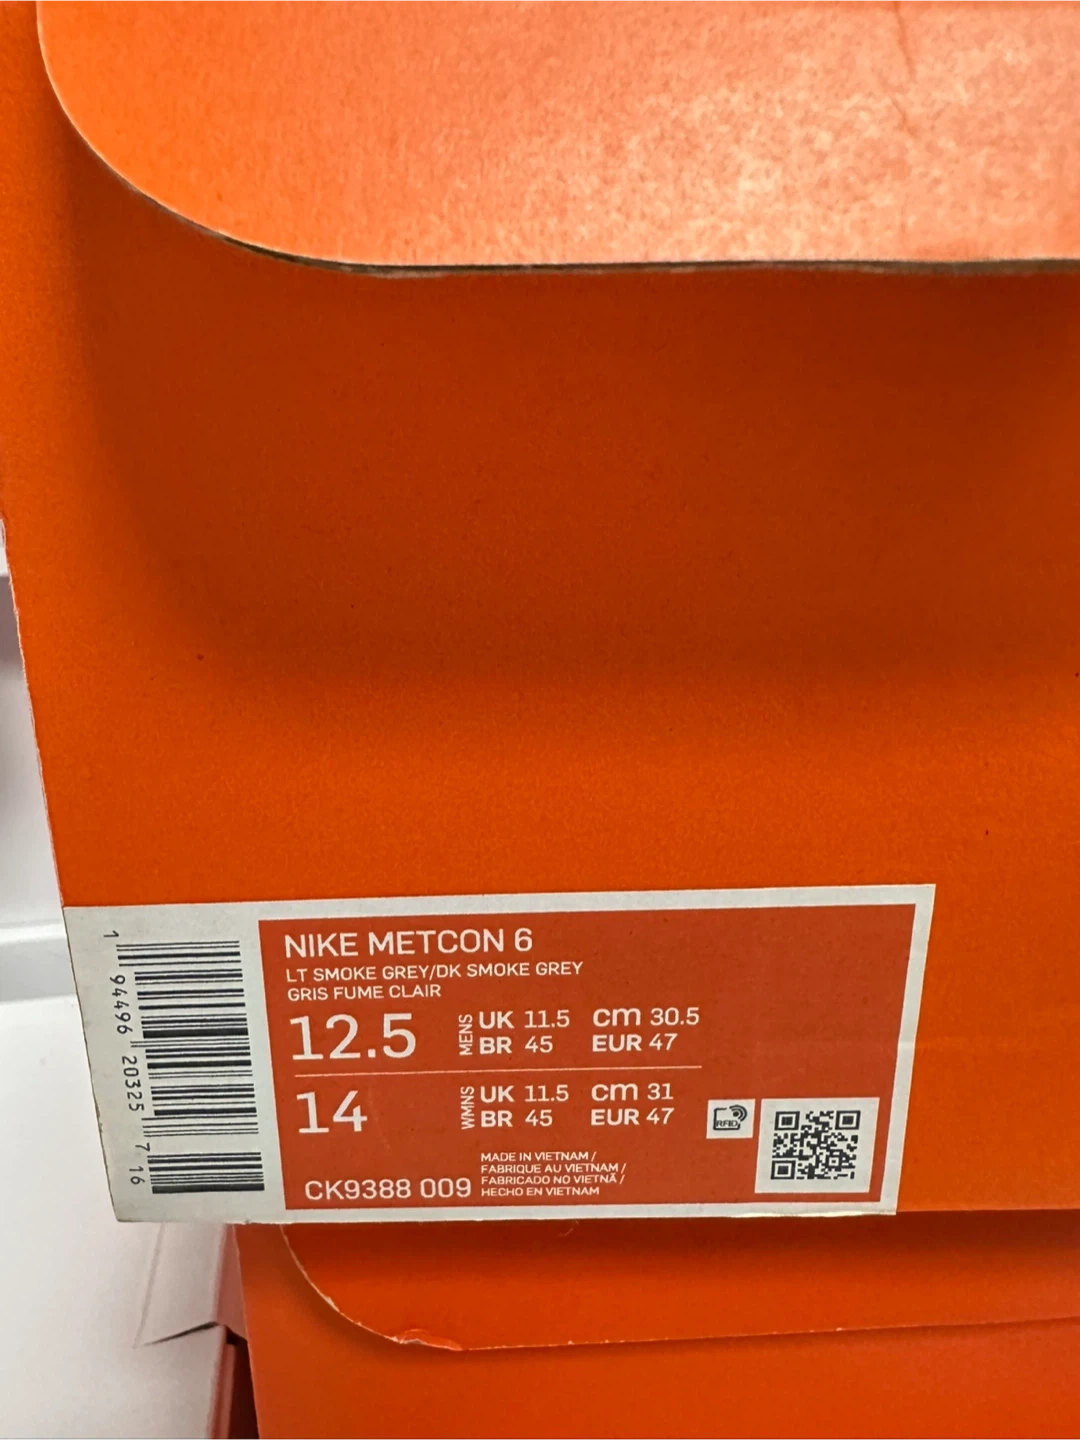 NIKE METCON 6
LT SMOKE GREY/DK SMOKE GREY
GRIS FUME CLAIR
12.5 MENS UK 11.5 cm 30.5
BR 45 EUR 47
14 WMNS UK 11.5 cm 31
BR 45 EUR 47
RFID
MADE IN VIETNAM /
FABRIQUE AU VIETNAM /
FABRICADO NO VIETNÃ /
HECHO EN VIETNAM
CK9388 009
1 94496 20325 7 16